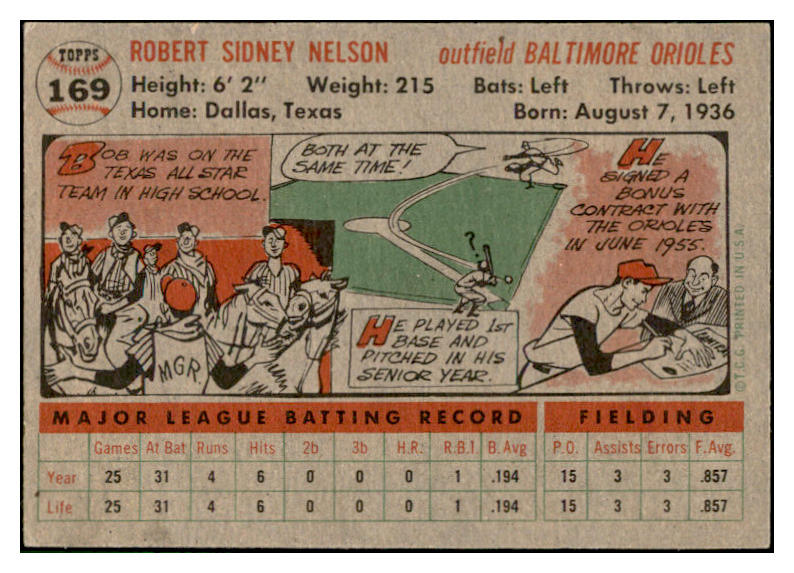 TOPPS
169
ROBERT SIDNEY NELSON outfield BALTIMORE ORIOLES
Height: 6' 2" Weight: 215 Bats: Left Throws: Left
Home: Dallas, Texas Born: August 7, 1936
BOB WAS ON THE
TEXAS ALL STAR
TEAM IN HIGH SCHOOL.
MGR.
BOTH AT THE
SAME TIME!
?
HE PLAYED 1st
BASE AND
PITCHED IN HIS
SENIOR YEAR.
HE
SIGNED A
BONUS
CONTRACT WITH
THE ORIOLES
IN JUNE 1955.
© T.C.G. PRINTED IN U.S.A.
MAJOR LEAGUE BATTING RECORD FIELDING
Games At Bat Runs Hits 2b 3b H.R. R.B.I. B.Avg P.O. Assists Errors F.Avg.
Year 25 31 4 6 0 0 0 1 .194 15 3 3 .857
Life 25 31 4 6 0 0 0 1 .194 15 3 3 .857